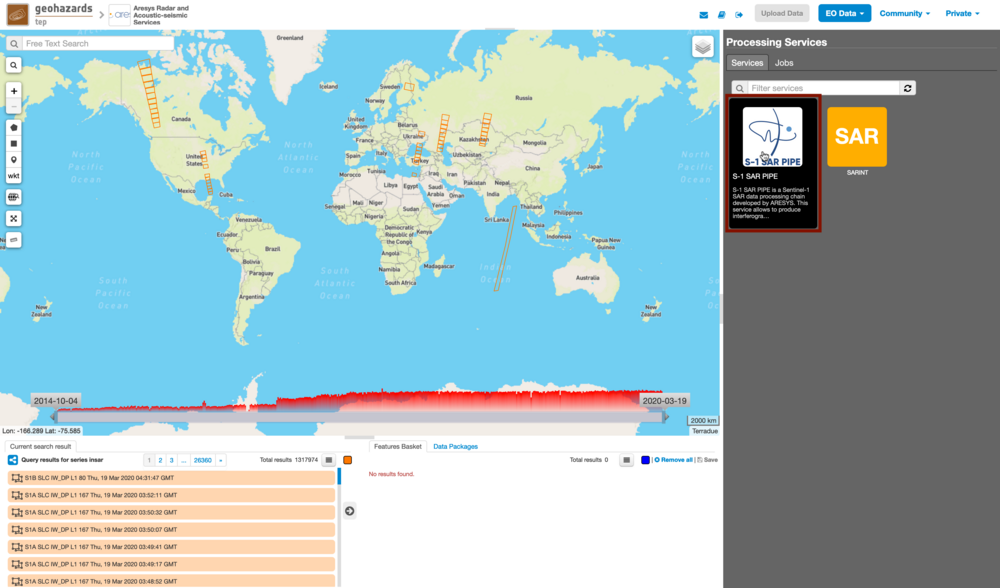 geohazards
tep
ares
Aresys Radar and
Acoustic-seismic
Services
Upload Data
EO Data
Community
Private
Free Text Search
wkt
Greenland
Iceland
Sweden
Norway
Russia
Canada
United
Kingdom
Belarus
Ukraine
France
Kazakhstan
Mongolia
Spain
Italy
Turkey
Uzbekistan
North
Pacific
Ocean
United
States
North
Atlantic
Ocean
Morocco
Tunisia
Iraq
Iran
China
Japan
North
Pacific
Ocean
Mexico
Cuba
Libya
Egypt
Saudi
Arabia
Pakistan
Nepal
Oman
India
Senegal
Mali
Niger
Sudan
Yemen
Thailand
Philippines
Nigeria
Sri Lanka
Venezuela
Democratic
Republic of
the Congo
Kenya
Malaysia
Ecuador
Indonesia
Papua New
Guinea
Peru
Brazil
Angola
Bolivia
Namibia
Madagascar
Indian
Ocean
Paraguay
South Africa
Australia
South
Pacific
Ocean
South
Atlantic
Ocean
Argentina
New
Zealand
New
Zealand
2014-10-04
2020-03-19
2000 km
Lon: -166.289 Lat: -75.585
Terradue
Processing Services
Services
Jobs
Filter services
S-1 SAR PIPE
SAR
S-1 SAR PIPE
SARINT
S-1 SAR PIPE is a Sentinel-1
SAR data processing chain
developed by ARESYS. This
service allows to produce
interferogra…
Current search result
Query results for series insar
1 2 3 ... 26360
Total results 1317974
S1B SLC IW_DP L1 80 Thu, 19 Mar 2020 04:31:47 GMT
S1A SLC IW_DP L1 167 Thu, 19 Mar 2020 03:52:11 GMT
S1A SLC IW_DP L1 167 Thu, 19 Mar 2020 03:50:32 GMT
S1A SLC IW_DP L1 167 Thu, 19 Mar 2020 03:50:07 GMT
S1A SLC IW_DP L1 167 Thu, 19 Mar 2020 03:49:41 GMT
S1A SLC IW_DP L1 167 Thu, 19 Mar 2020 03:49:17 GMT
S1A SLC IW_DP L1 167 Thu, 19 Mar 2020 03:48:52 GMT
Features Basket
Data Packages
Total results 0
Remove all
Save
No results found.